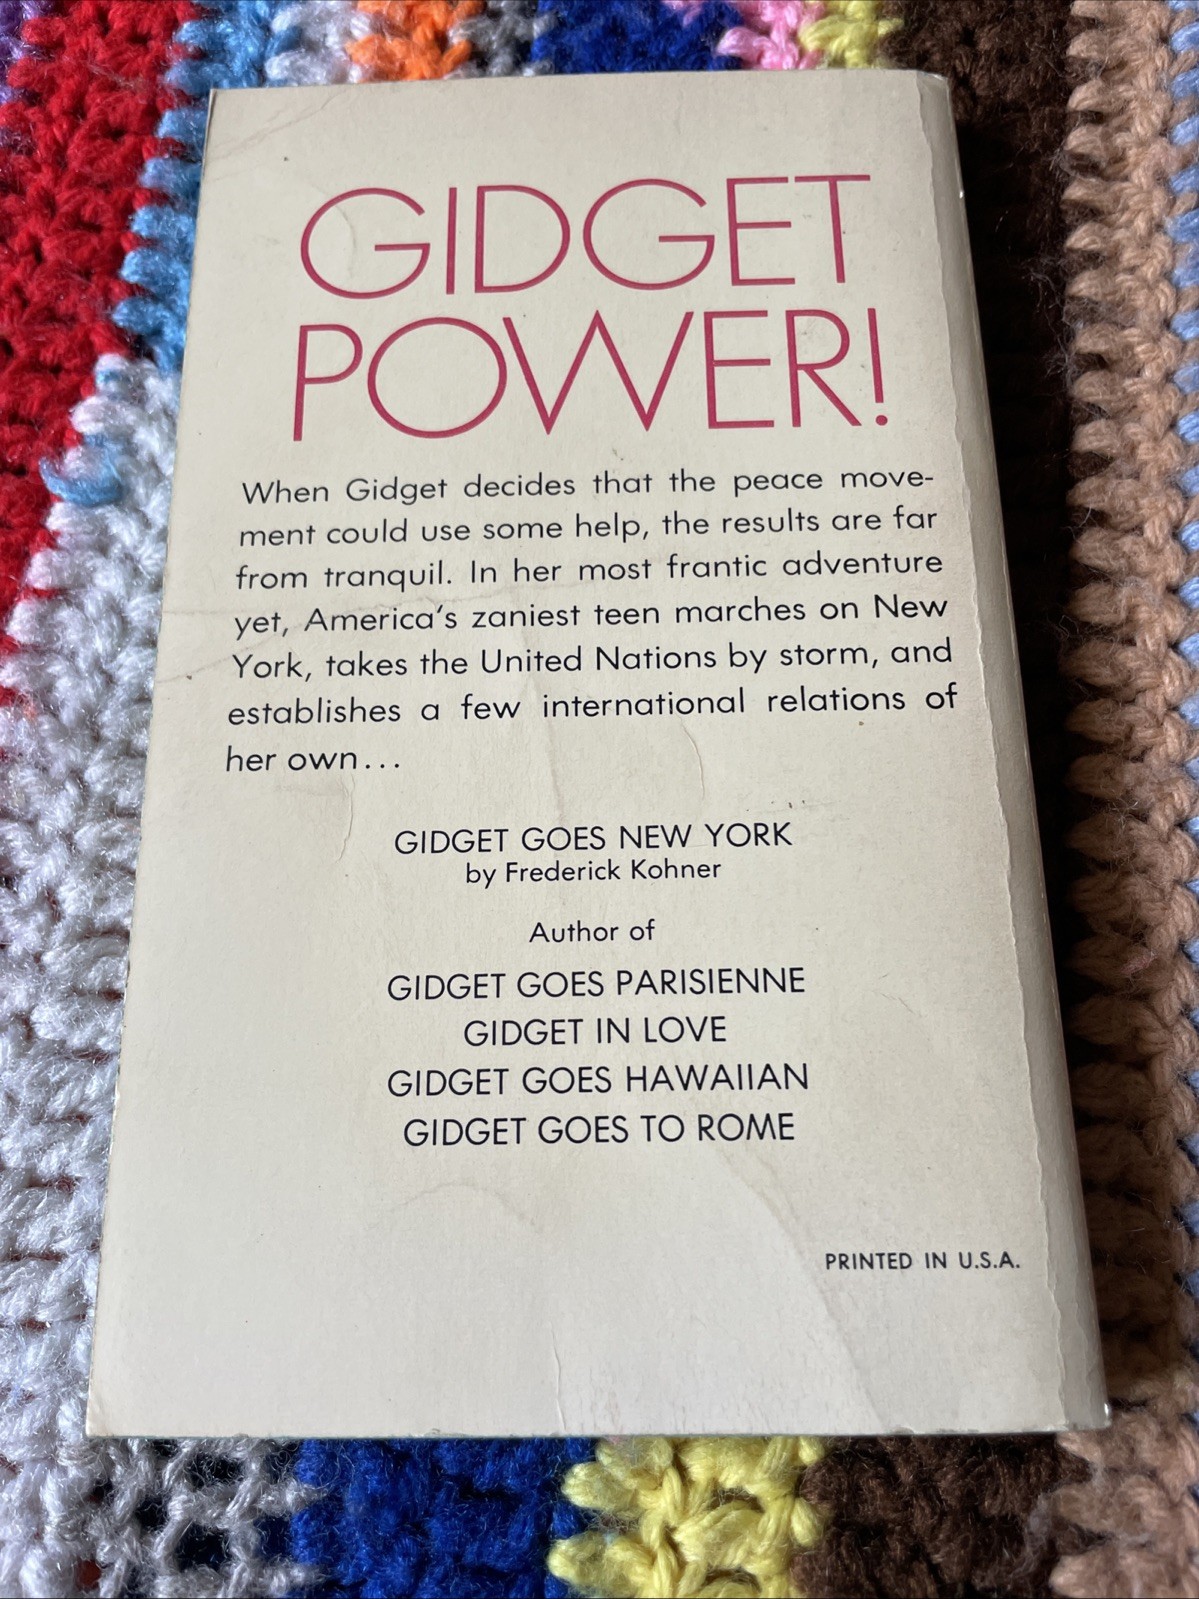 GIDGET
POWER!
When Gidget decides that the peace move-
ment could use some help, the results are far
from tranquil. In her most frantic adventure
yet, America's zaniest teen marches on New
York, takes the United Nations by storm, and
establishes a few international relations of
her own...
GIDGET GOES NEW YORK
by Frederick Kohner
Author of
GIDGET GOES PARISIENNE
GIDGET IN LOVE
GIDGET GOES HAWAIIAN
GIDGET GOES TO ROME
PRINTED IN U.S.A.